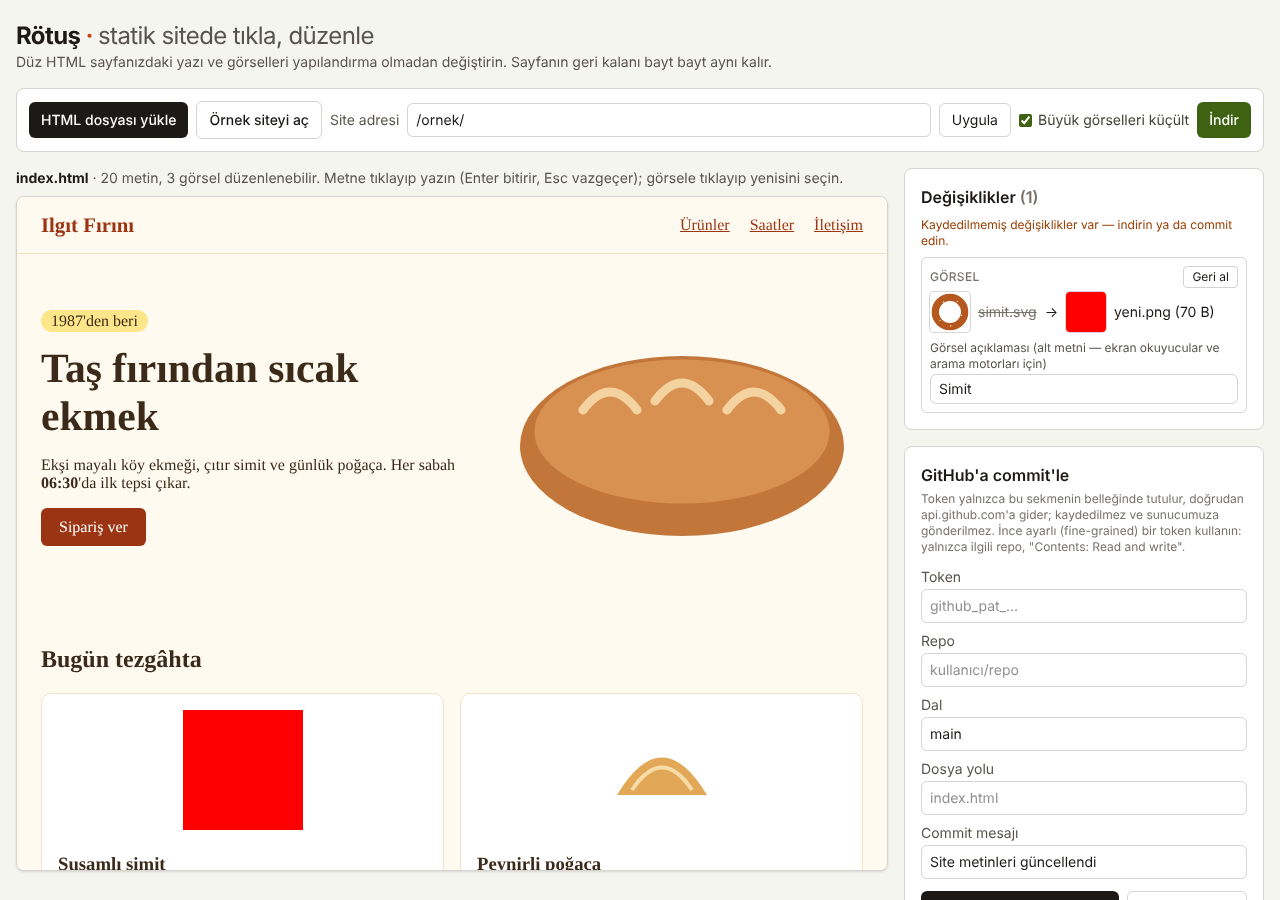 Rötuş · statik sitede tıkla, düzenle
Düz HTML sayfanızdaki yazı ve görselleri yapılandırma olmadan değiştirin. Sayfanın geri kalanı bayt bayt aynı kalır.
HTML dosyası yükle
Örnek siteyi aç
Site adresi
/ornek/
Uygula
Büyük görselleri küçült
İndir
index.html · 20 metin, 3 görsel düzenlenebilir. Metne tıklayıp yazın (Enter bitirir, Esc vazgeçer); görsele tıklayıp yenisini seçin.
Ilgıt Fırını
Ürünler
Saatler
İletişim
1987'den beri
Taş fırından sıcak
ekmek
Ekşi mayalı köy ekmeği, çıtır simit ve günlük poğaça. Her sabah
06:30'da ilk tepsi çıkar.
Sipariş ver
Bugün tezgâhta
Susamlı simit
Peynirli poğaça
Değişiklikler (1)
Kaydedilmemiş değişiklikler var — indirin ya da commit
edin.
GÖRSEL
Geri al
simit.svg → yeni.png (70 B)
Görsel açıklaması (alt metni — ekran okuyucular ve
arama motorları için)
Simit
GitHub'a commit'le
Token yalnızca bu sekmenin belleğinde tutulur, doğrudan
api.github.com'a gider; kaydedilmez ve sunucumuza
gönderilmez. İnce ayarlı (fine-grained) bir token kullanın:
yalnızca ilgili repo, "Contents: Read and write".
Token
github_pat_...
Repo
kullanıcı/repo
Dal
main
Dosya yolu
index.html
Commit mesajı
Site metinleri güncellendi